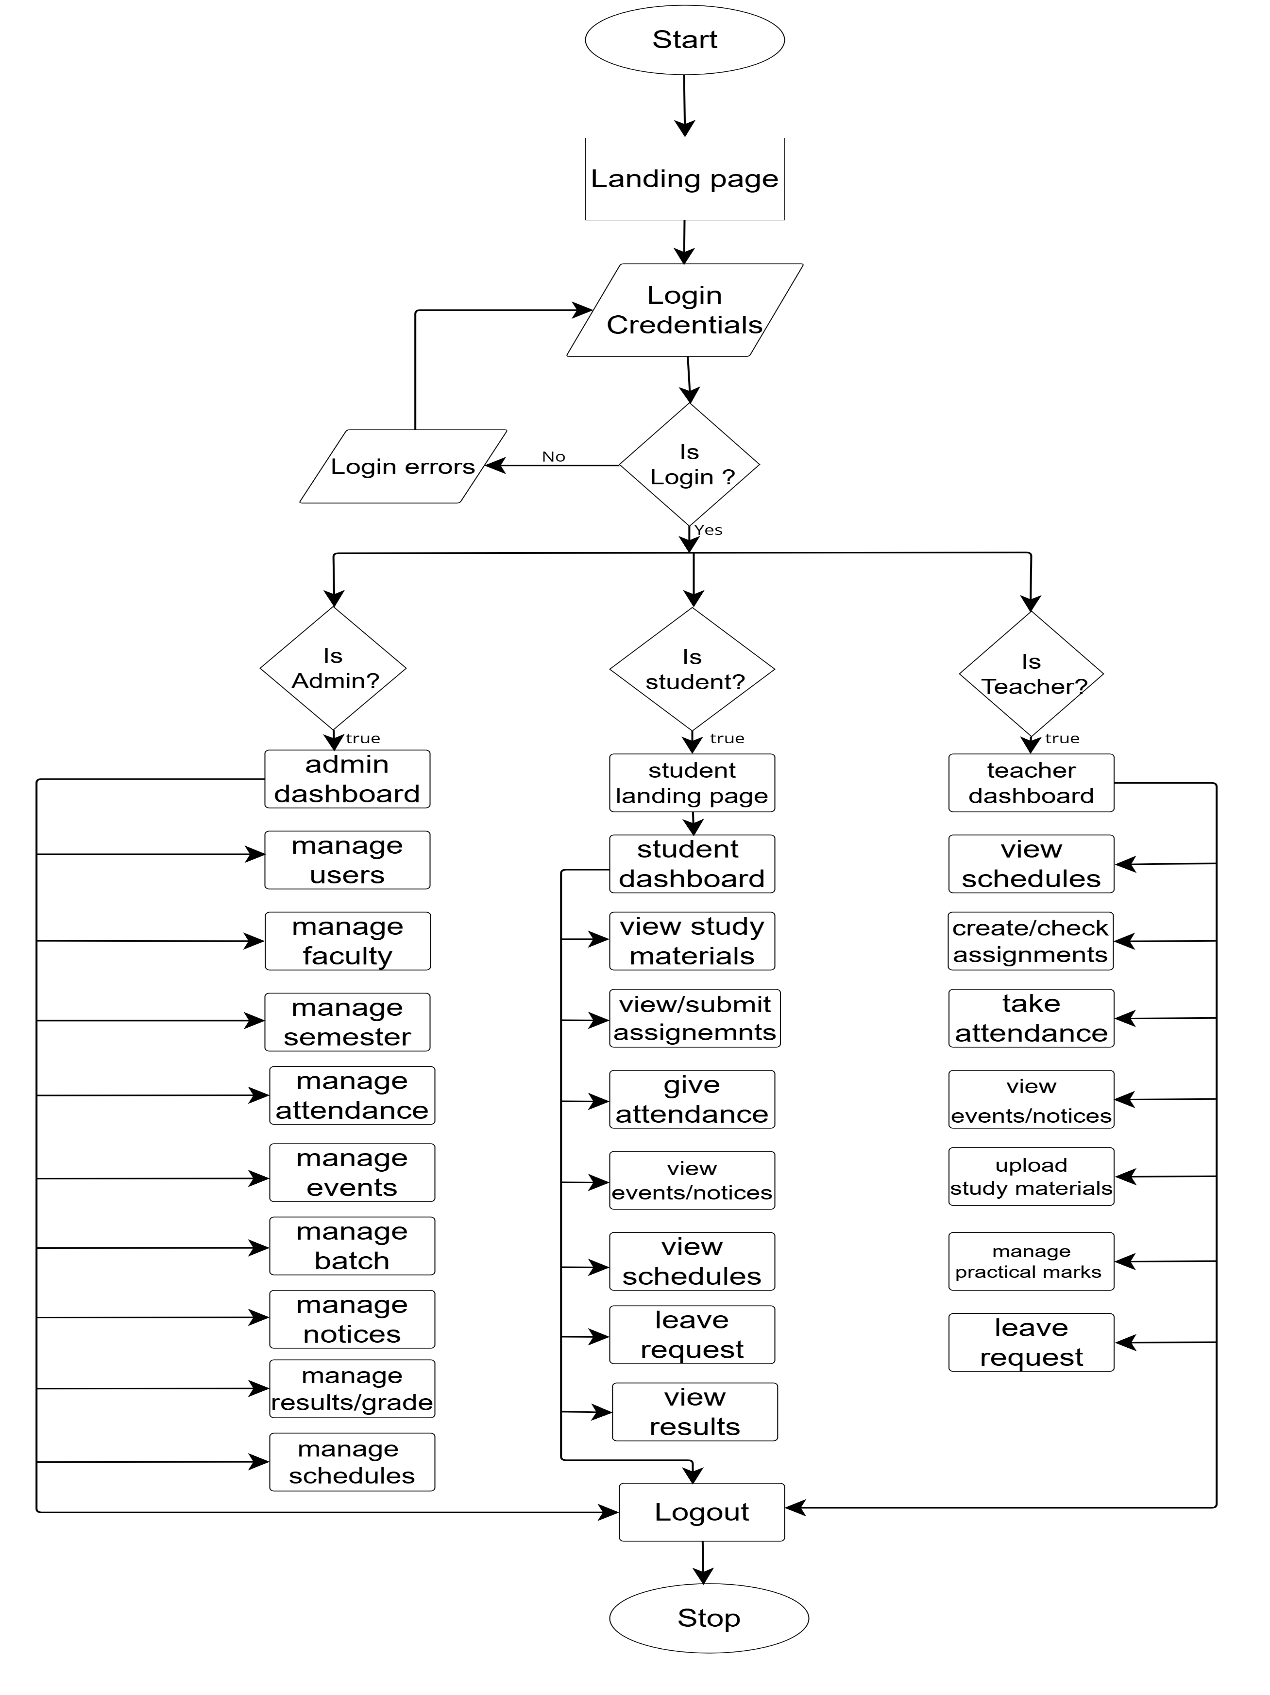 Start
Landing page
Login
Credentials
Is
Login ?
No
Login errors
Yes
Is
Admin?
true
admin
dashboard
manage
users
manage
faculty
manage
semester
manage
attendance
manage
events
manage
batch
manage
notices
manage
results/grade
manage
schedules
Is
student?
true
student
landing page
student
dashboard
view study
materials
view/submit
assignemnts
give
attendance
view
events/notices
view
schedules
leave
request
view
results
Is
Teacher?
true
teacher
dashboard
view
schedules
create/check
assignments
take
attendance
view
events/notices
upload
study materials
manage
practical marks
leave
request
Logout
Stop